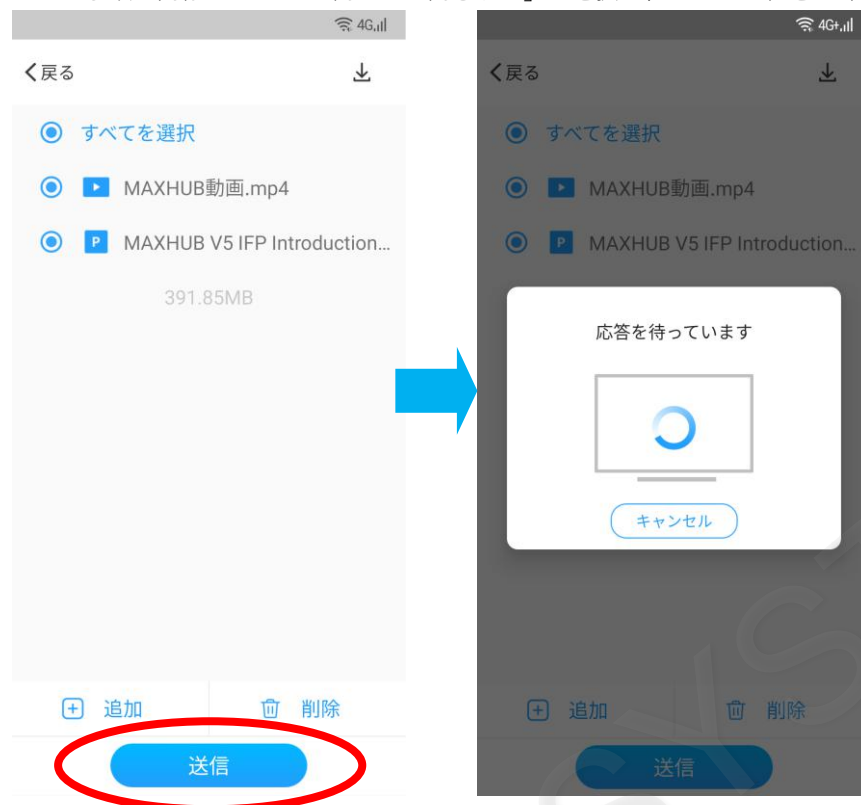 4G
戻る
すべてを選択
MAXHUB動画.mp4
P
MAXHUB V5 IFP Introduction...
391.85MB
追加
削除
送信
4G+
戻る
すべてを選択
MAXHUB動画.mp4
P
MAXHUB V5 IFP Introduction...
応答を待っています
キャンセル
追加
削除
送信